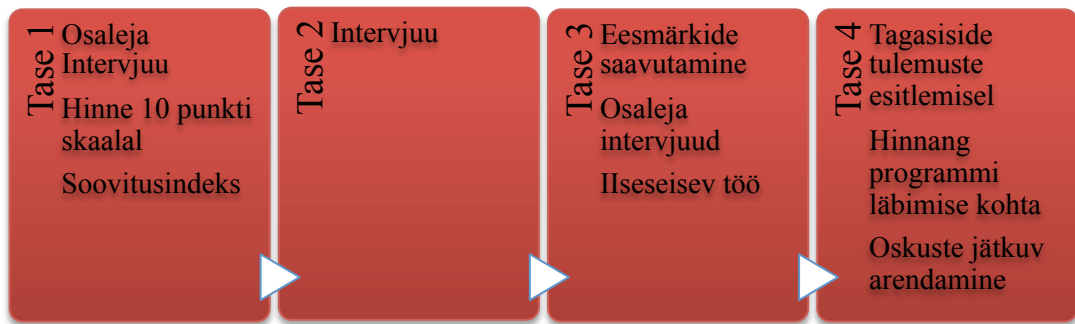 Tase 1
Osaleja
Intervjuu
Hinne 10 punkti
skaalal
Soovitusindeks
Tase 2
Intervjuu
Tase 3
Eesmärkide
saavutamine
Osaleja
intervjuud
IIseseisev töö
Tase 4
Tagasiside
tulemuste
esitlemisel
Hinnang
programmi
läbimise kohta
Oskuste jätkuv
arendamine